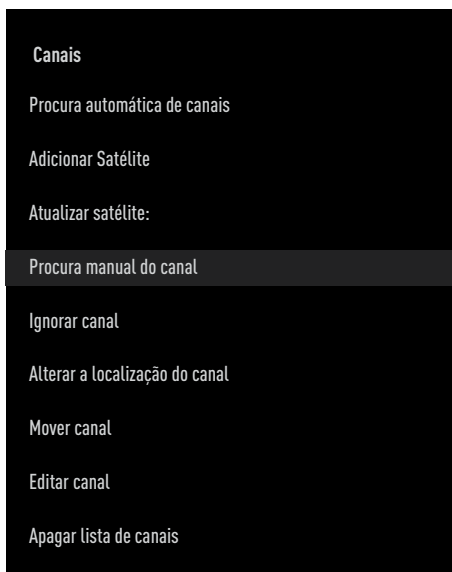 Canais
Procura automática de canais
Adicionar Satélite
Atualizar satélite:
Procura manual do canal
Ignorar canal
Alterar a localização do canal
Mover canal
Editar canal
Apagar lista de canais